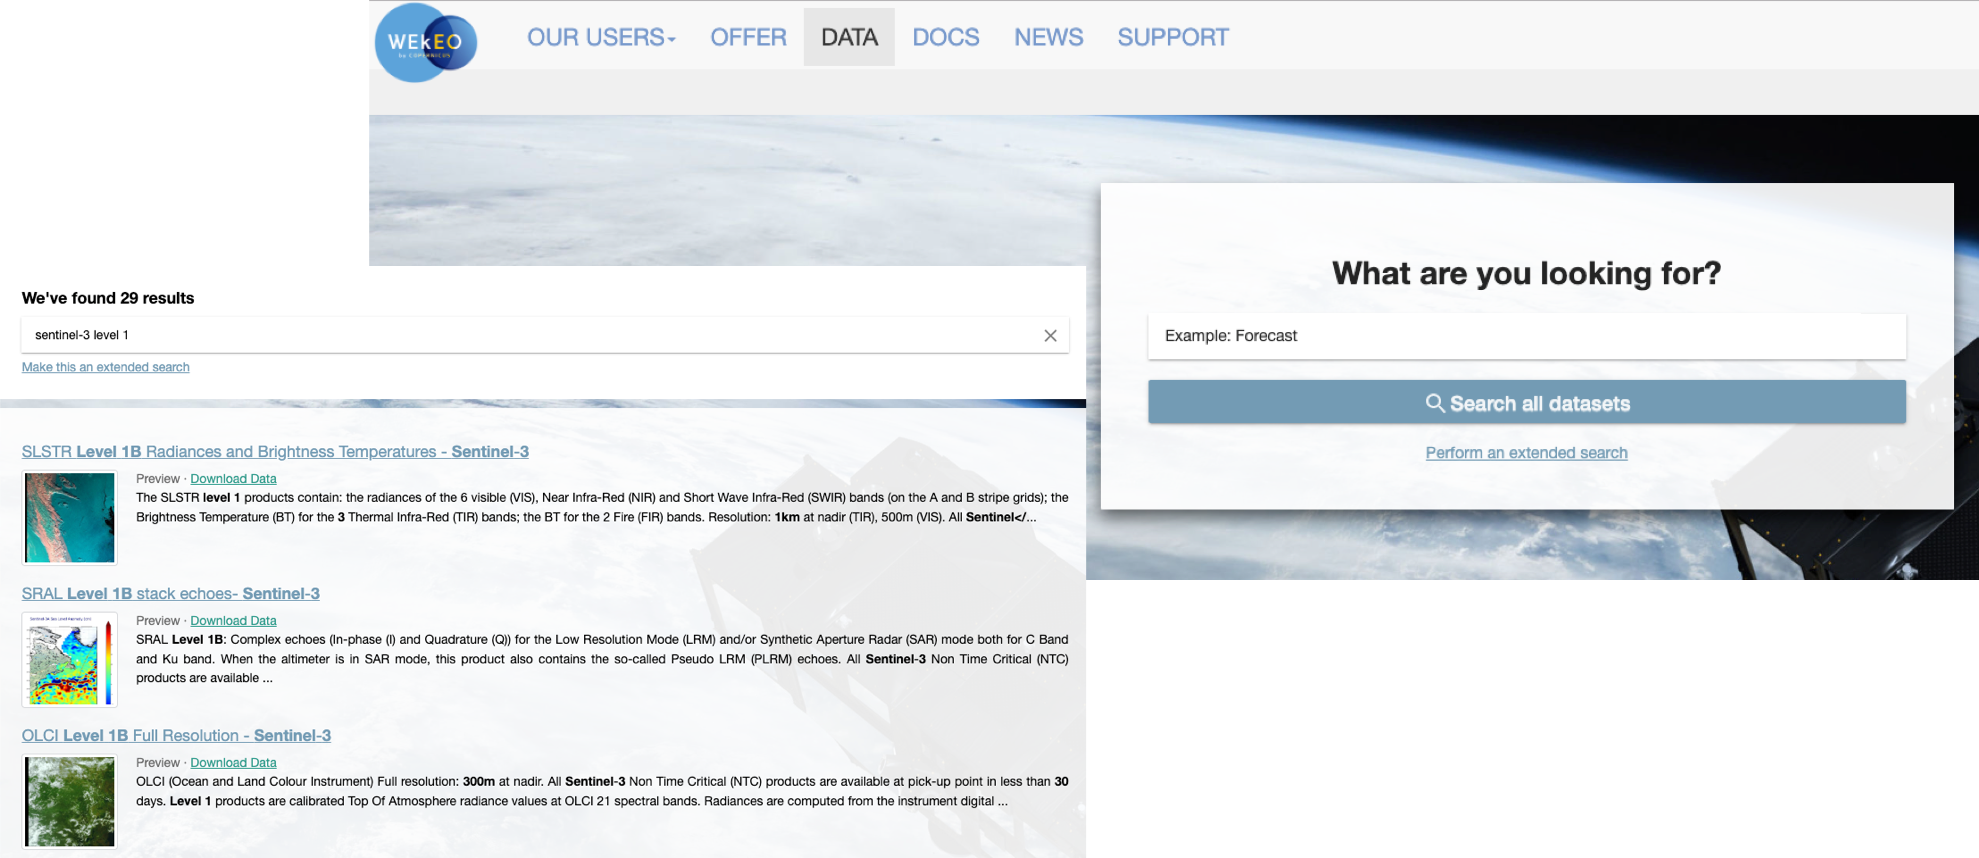 WEkEO
by COPERNICUS
OUR USERS
OFFER
DATA
DOCS
NEWS
SUPPORT
We've found 29 results
sentinel-3 level 1
Make this an extended search
SLSTR Level 1B Radiances and Brightness Temperatures - Sentinel-3
Preview · Download Data
The SLSTR level 1 products contain: the radiances of the 6 visible (VIS), Near Infra-Red (NIR) and Short Wave Infra-Red (SWIR) bands (on the A and B stripe grids); the
Brightness Temperature (BT) for the 3 Thermal Infra-Red (TIR) bands; the BT for the 2 Fire (FIR) bands. Resolution: 1km at nadir (TIR), 500m (VIS). All Sentinel</...
SRAL Level 1B stack echoes- Sentinel-3
Preview · Download Data
SRAL Level 1B: Complex echoes (In-phase (I) and Quadrature (Q)) for the Low Resolution Mode (LRM) and/or Synthetic Aperture Radar (SAR) mode both for C Band
and Ku band. When the altimeter is in SAR mode, this product also contains the so-called Pseudo LRM (PLRM) echoes. All Sentinel-3 Non Time Critical (NTC)
products are available ...
OLCI Level 1B Full Resolution - Sentinel-3
Preview · Download Data
OLCI (Ocean and Land Colour Instrument) Full resolution: 300m at nadir. All Sentinel-3 Non Time Critical (NTC) products are available at pick-up point in less than 30
days. Level 1 products are calibrated Top Of Atmosphere radiance values at OLCI 21 spectral bands. Radiances are computed from the instrument digital ...
What are you looking for?
Example: Forecast
Search all datasets
Perform an extended search